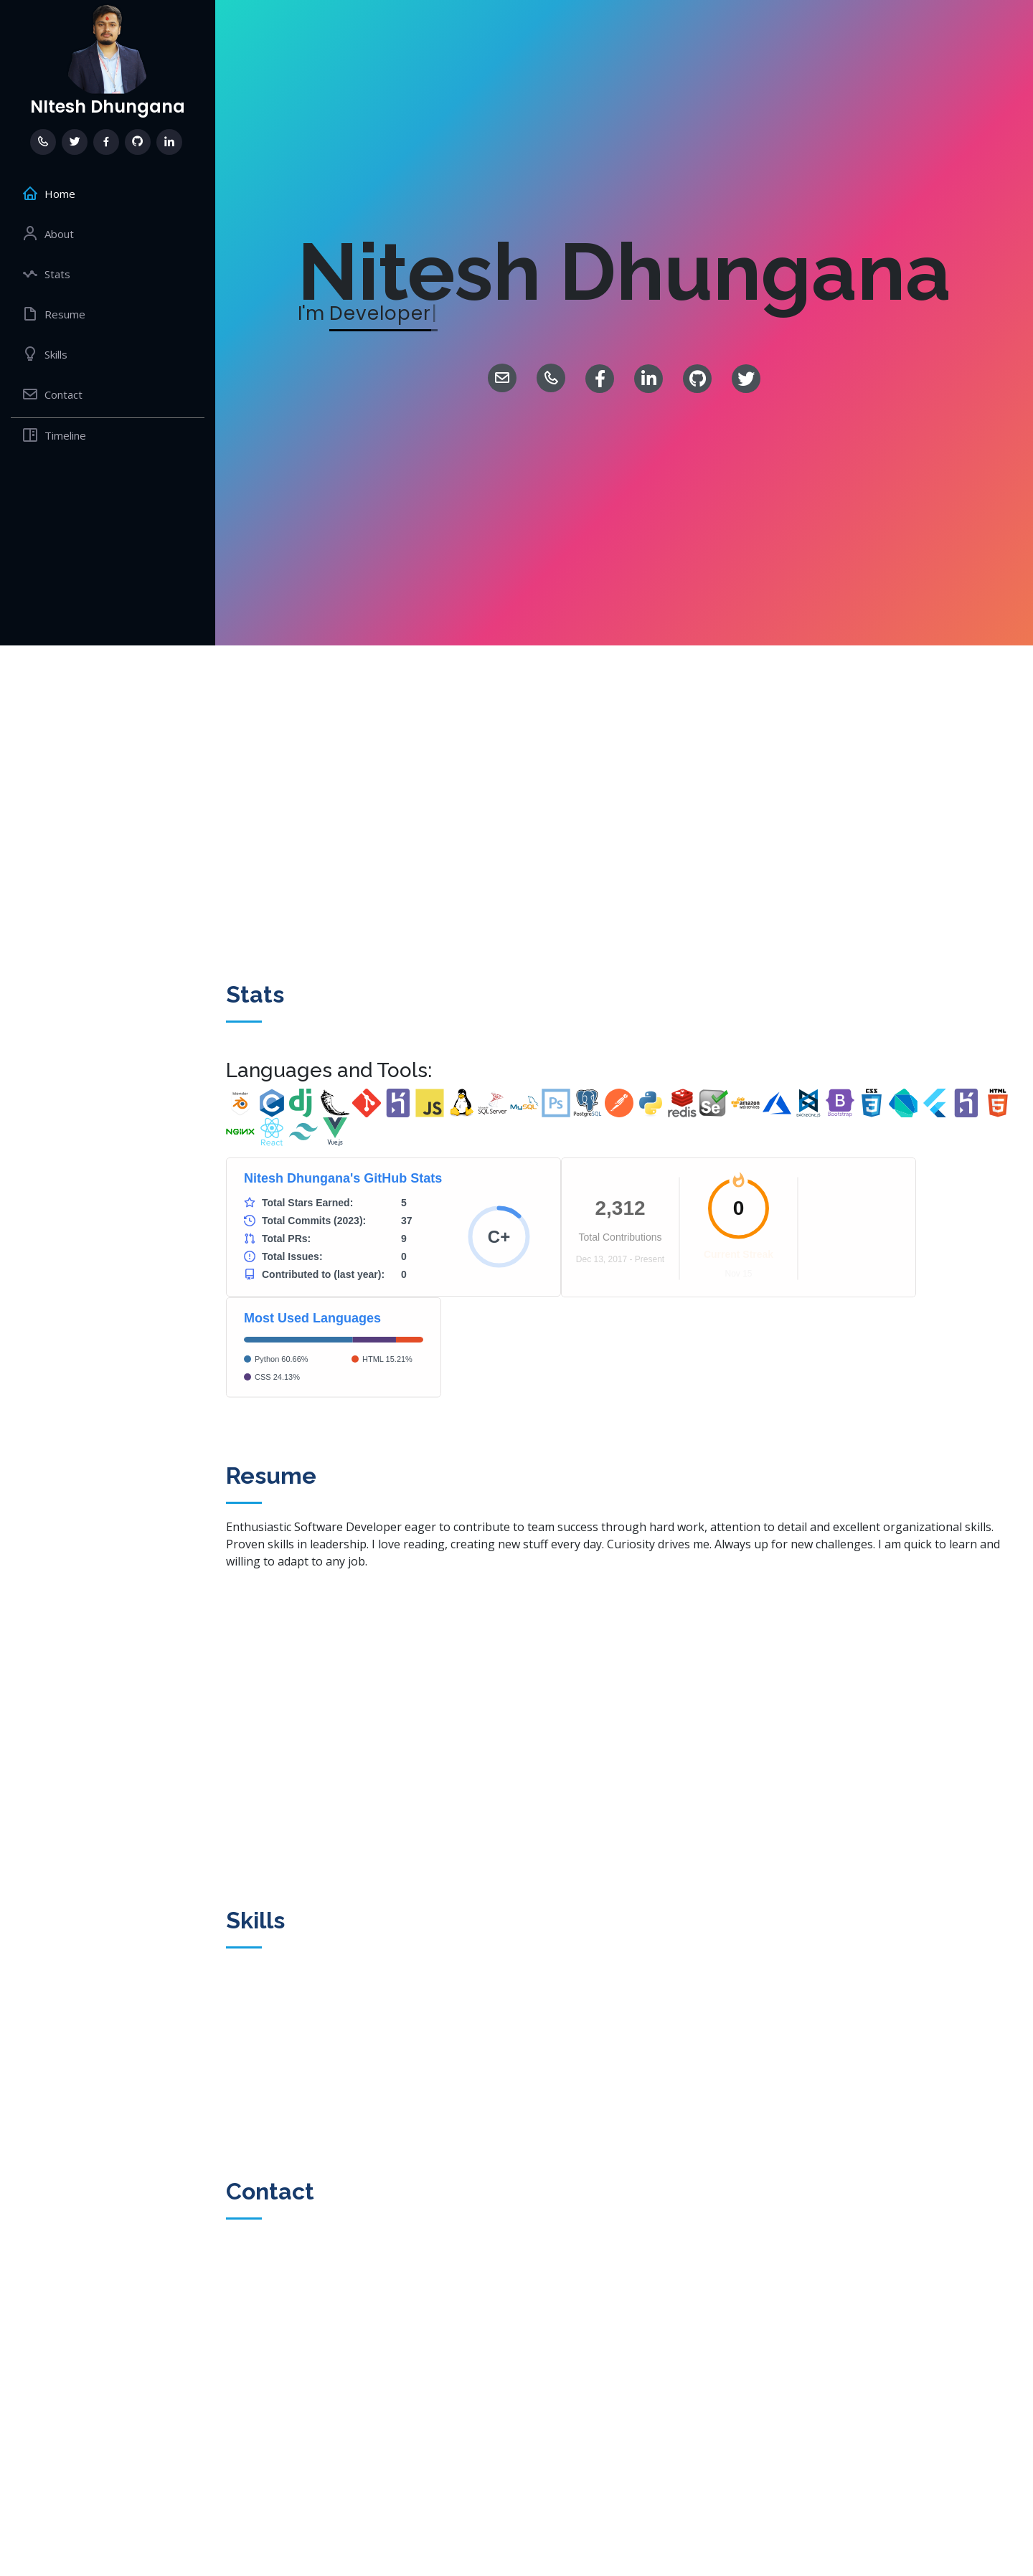 NItesh Dhungana
Home
About
Stats
Resume
Skills
Contact
Timeline
Nitesh Dhungana
I'm Developer|
Stats
Languages and Tools:
blender
JS
SQL Server
MySQL
Ps
PostgreSQL
redis
Se
amazon
B
Bootstrap
CSS
3
HTML
5
NGINX
React
Vue.js
Nitesh Dhungana's GitHub Stats
Total Stars Earned: 5
Total Commits (2023): 37
Total PRs: 9
Total Issues: 0
Contributed to (last year): 0
C+
2,312
Total Contributions
Dec 13, 2017 - Present
0
Most Used Languages
Python 60.66%
HTML 15.21%
CSS 24.13%
Resume
Enthusiastic Software Developer eager to contribute to team success through hard work, attention to detail and excellent organizational skills.
Proven skills in leadership. I love reading, creating new stuff every day. Curiosity drives me. Always up for new challenges. I am quick to learn and
willing to adapt to any job.
Skills
Contact